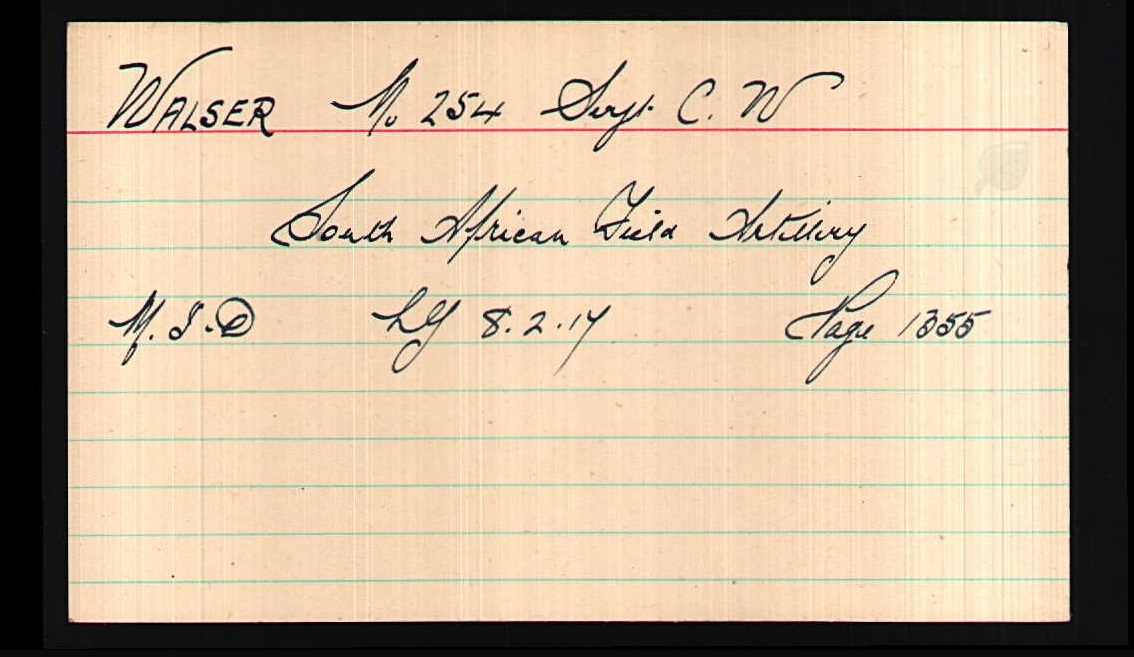 WALSER No 254 Sergt. C. W
South African Field Artillery
M.I.D LG 8.2.17 Page 1355